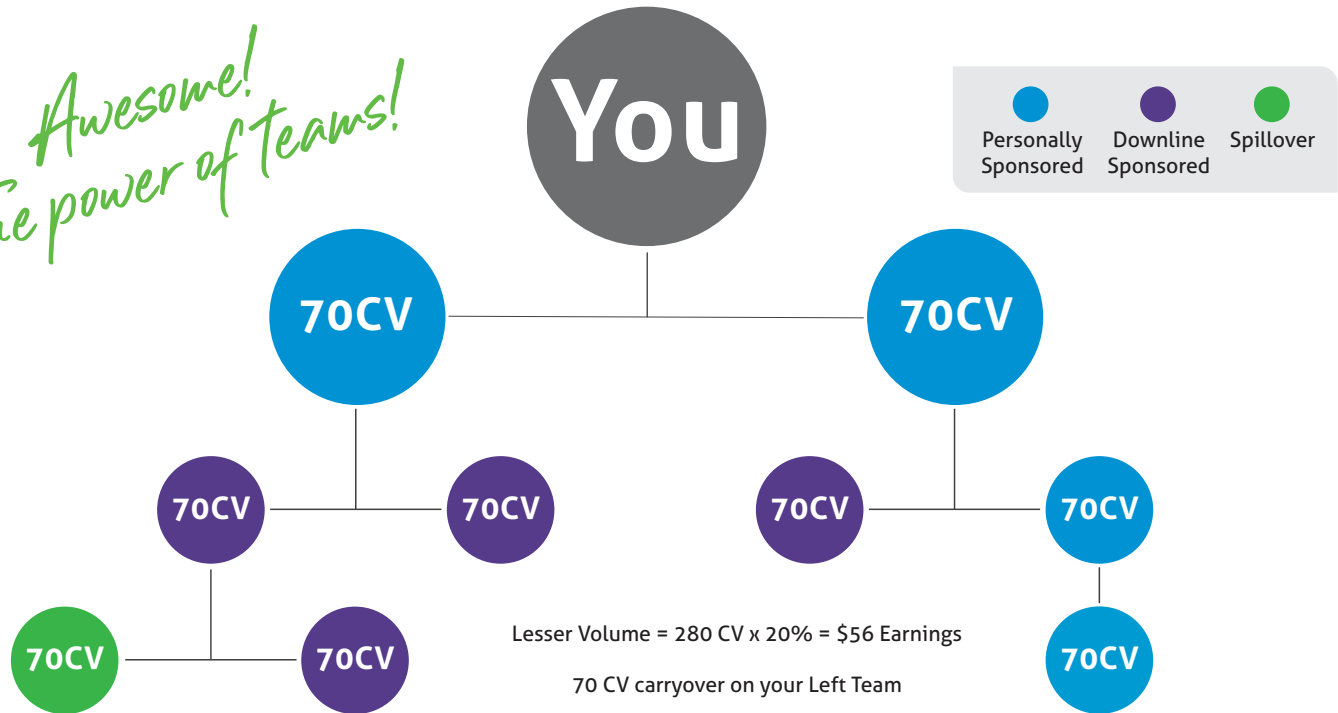 Awesome!
power of teams!
You
Personally
Sponsored
Downline
Sponsored
Spillover
70CV
70CV
70CV
70CV
70CV
70CV
70CV
70CV
70CV
Lesser Volume = 280 CV x 20% = $56 Earnings
70 CV carryover on your Left Team